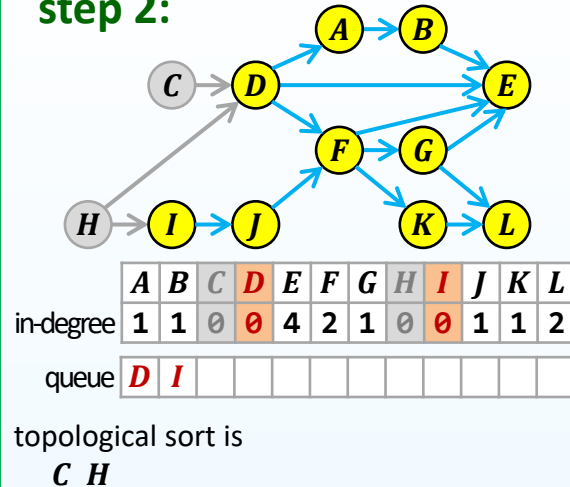 step 2:
A B
C D E
F G
H I J K L
A B C D E F G H I J K L
in-degree 1 1 0 0 4 2 1 0 0 1 1 2
queue D I
topological sort is
C H